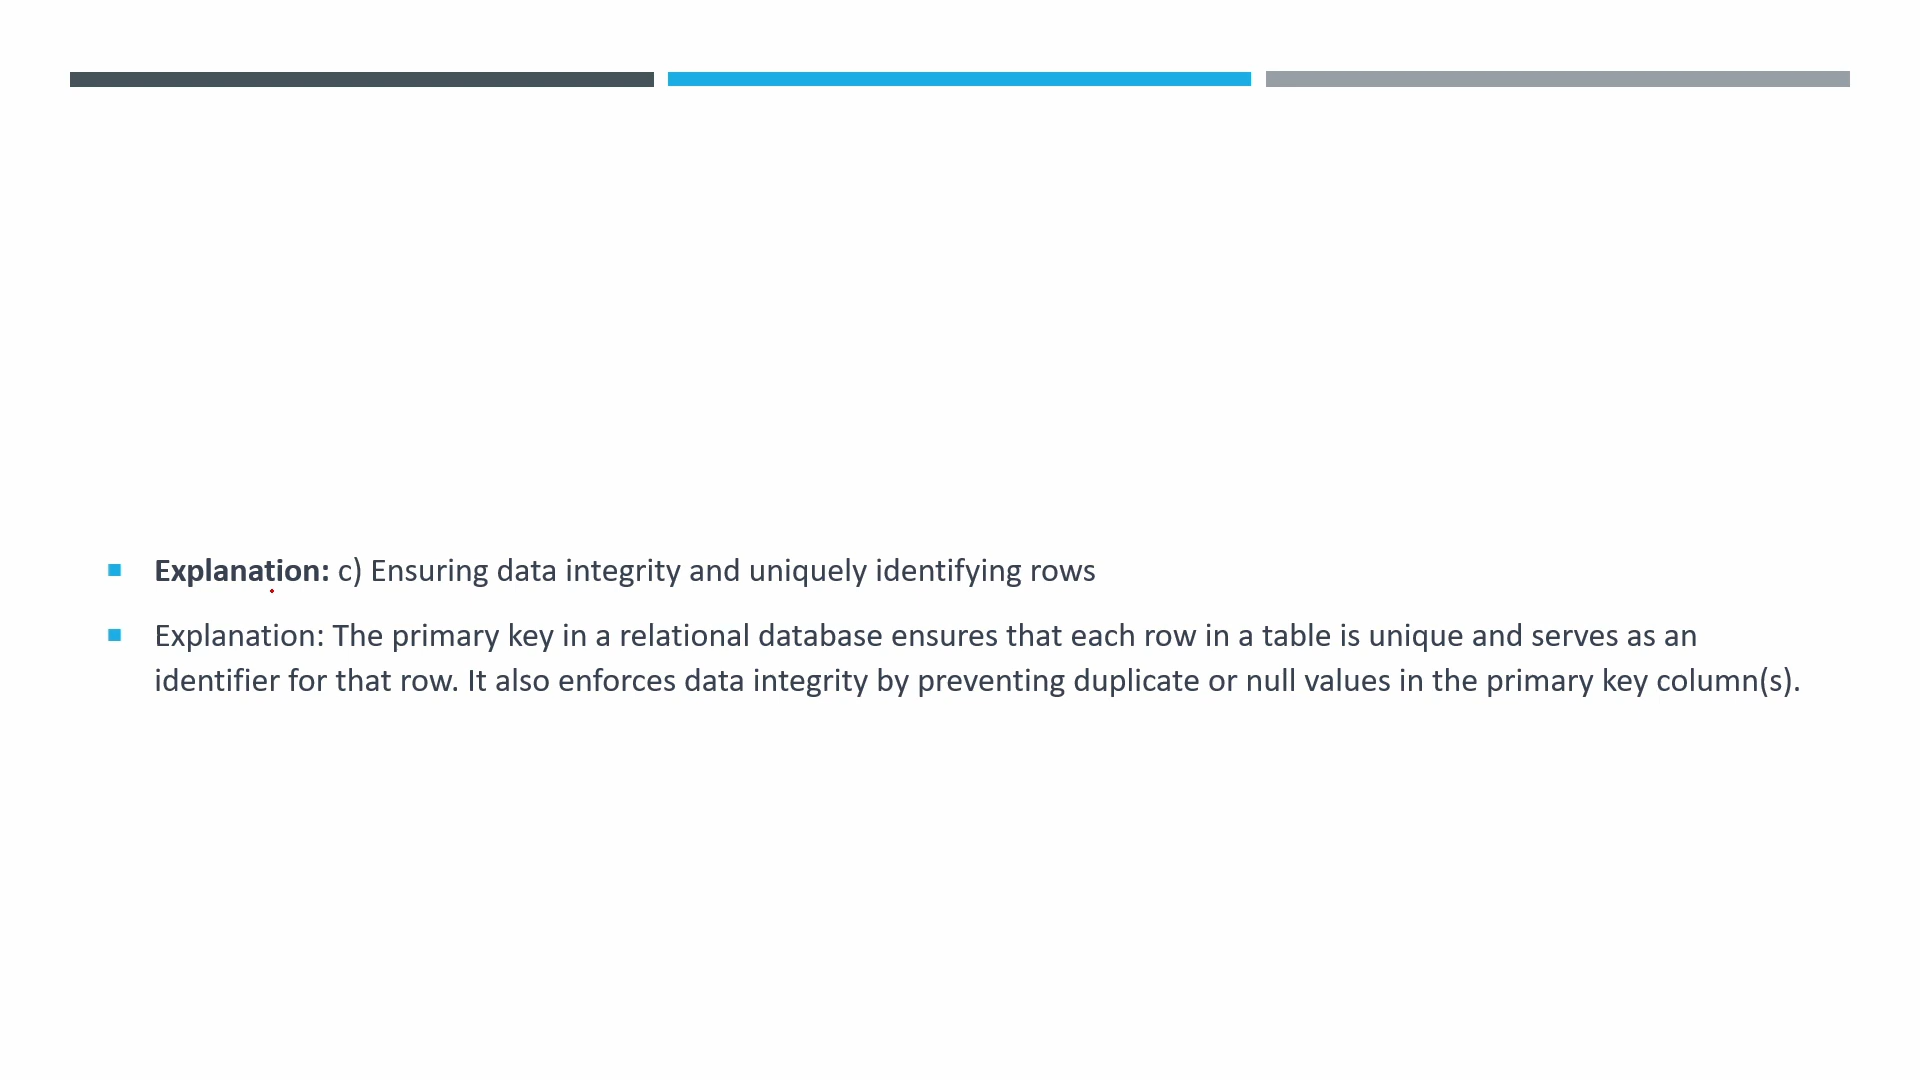 Explanation: c) Ensuring data integrity and uniquely identifying rows
Explanation: The primary key in a relational database ensures that each row in a table is unique and serves as an
identifier for that row. It also enforces data integrity by preventing duplicate or null values in the primary key column(s).